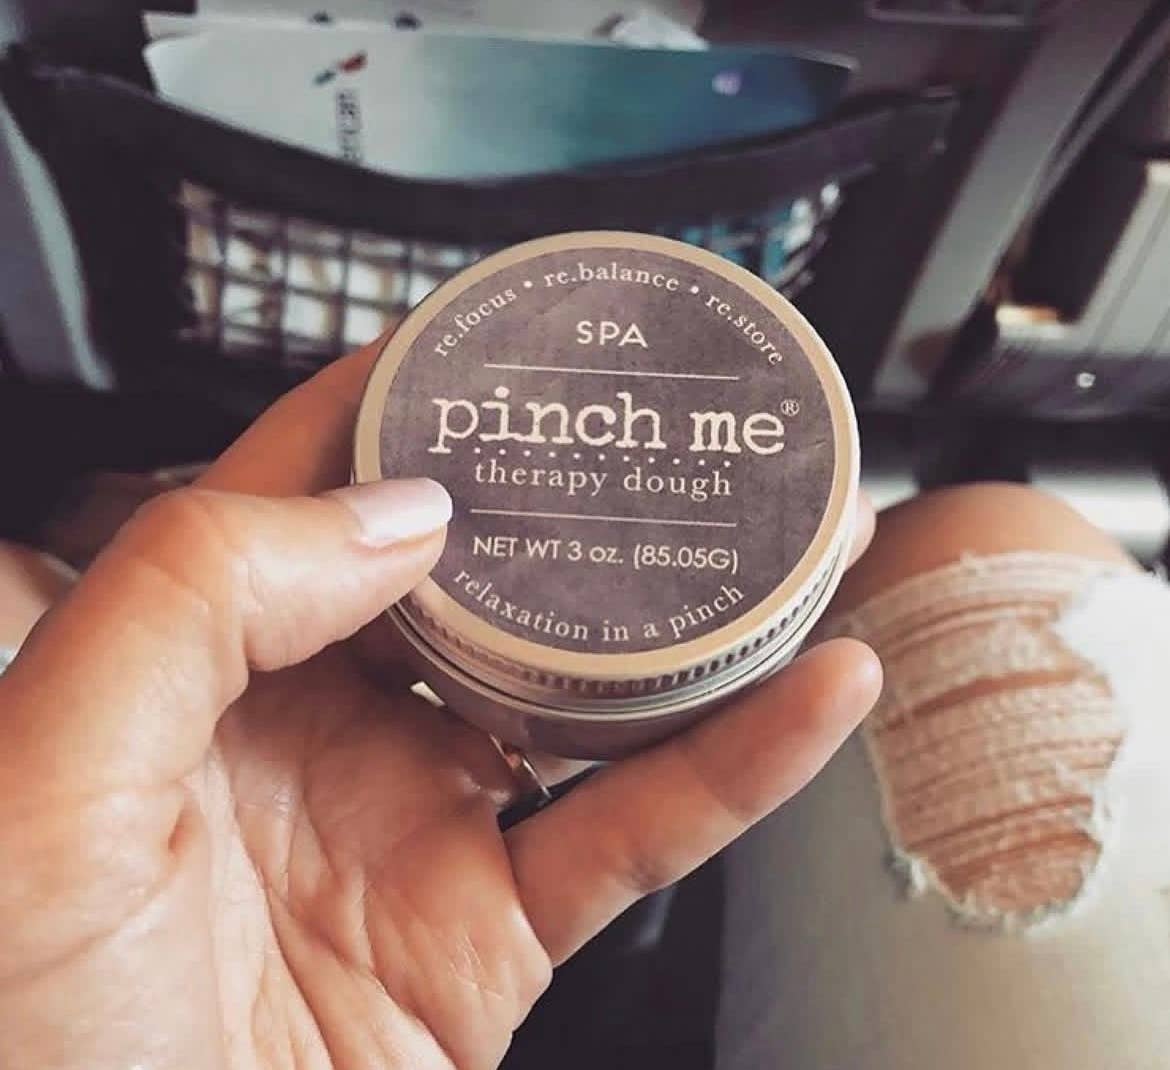 re.focus • re.balance • re.store
SPA
pinch me®
therapy dough
NET WT 3 oz. (85.05G)
relaxation in a pinch